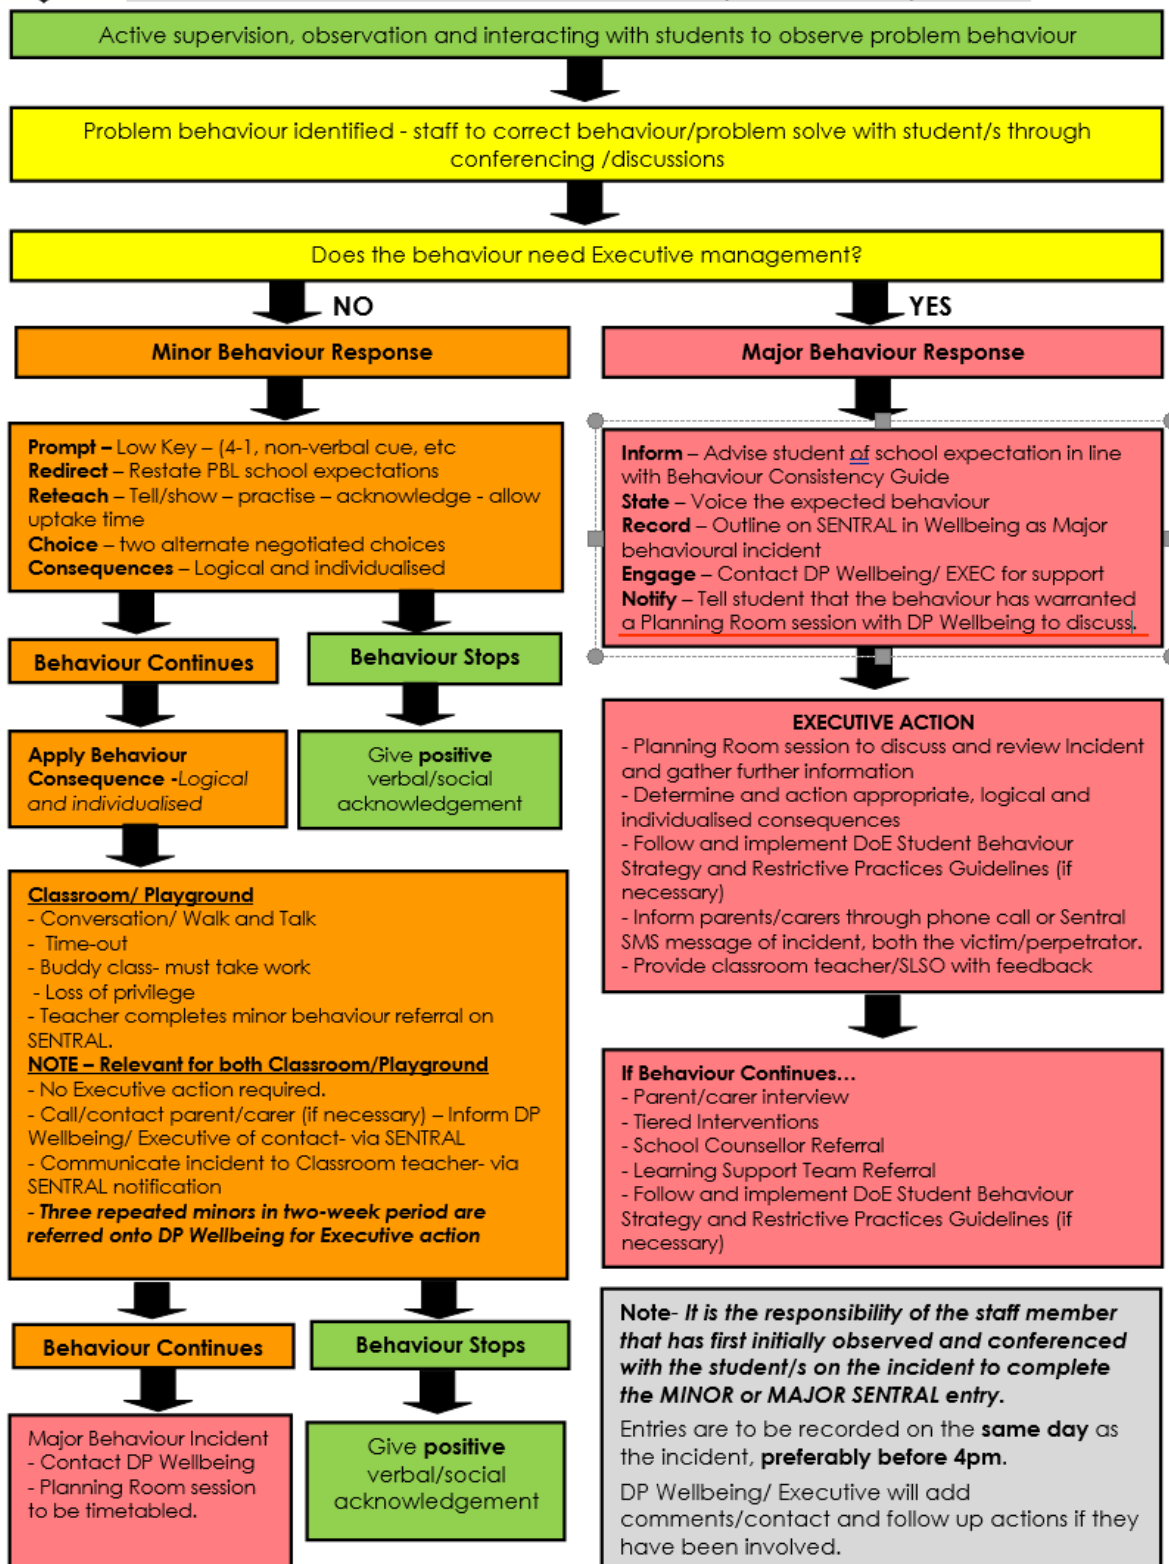 Active supervision, observation and interacting with students to observe problem behaviour
Problem behaviour identified - staff to correct behaviour/problem solve with student/s through
conferencing /discussions
Does the behaviour need Executive management?
NO
YES
Minor Behaviour Response
Prompt – Low Key – (4-1, non-verbal cue, etc
Redirect – Restate PBL school expectations
Reteach – Tell/show – practise – acknowledge - allow
uptake time
Choice – two alternate negotiated choices
Consequences – Logical and individualised
Behaviour Continues
Behaviour Stops
Apply Behaviour
Consequence -Logical
and individualised
Give positive
verbal/social
acknowledgement
Classroom/ Playground
- Conversation/ Walk and Talk
- Time-out
- Buddy class- must take work
- Loss of privilege
- Teacher completes minor behaviour referral on
SENTRAL.
NOTE – Relevant for both Classroom/Playground
- No Executive action required.
- Call/contact parent/carer (if necessary) – Inform DP
Wellbeing/ Executive of contact- via SENTRAL
- Communicate incident to Classroom teacher- via
SENTRAL notification
- Three repeated minors in two-week period are
referred onto DP Wellbeing for Executive action
Behaviour Continues
Behaviour Stops
Major Behaviour Incident
- Contact DP Wellbeing
- Planning Room session
to be timetabled.
Give positive
verbal/social
acknowledgement
Major Behaviour Response
Inform – Advise student of school expectation in line
with Behaviour Consistency Guide
State – Voice the expected behaviour
Record – Outline on SENTRAL in Wellbeing as Major
behavioural incident
Engage – Contact DP Wellbeing/ EXEC for support
Notify – Tell student that the behaviour has warranted
a Planning Room session with DP Wellbeing to discuss.
EXECUTIVE ACTION
- Planning Room session to discuss and review Incident
and gather further information
- Determine and action appropriate, logical and
individualised consequences
- Follow and implement DoE Student Behaviour
Strategy and Restrictive Practices Guidelines (if
necessary)
- Inform parents/carers through phone call or Sentral
SMS message of incident, both the victim/perpetrator.
- Provide classroom teacher/SLSO with feedback
If Behaviour Continues...
- Parent/carer interview
- Tiered Interventions
- School Counsellor Referral
- Learning Support Team Referral
- Follow and implement DoE Student Behaviour
Strategy and Restrictive Practices Guidelines (if
necessary)
Note- It is the responsibility of the staff member
that has first initially observed and conferenced
with the student/s on the incident to complete
the MINOR or MAJOR SENTRAL entry.
Entries are to be recorded on the same day as
the incident, preferably before 4pm.
DP Wellbeing/ Executive will add
comments/contact and follow up actions if they
have been involved.